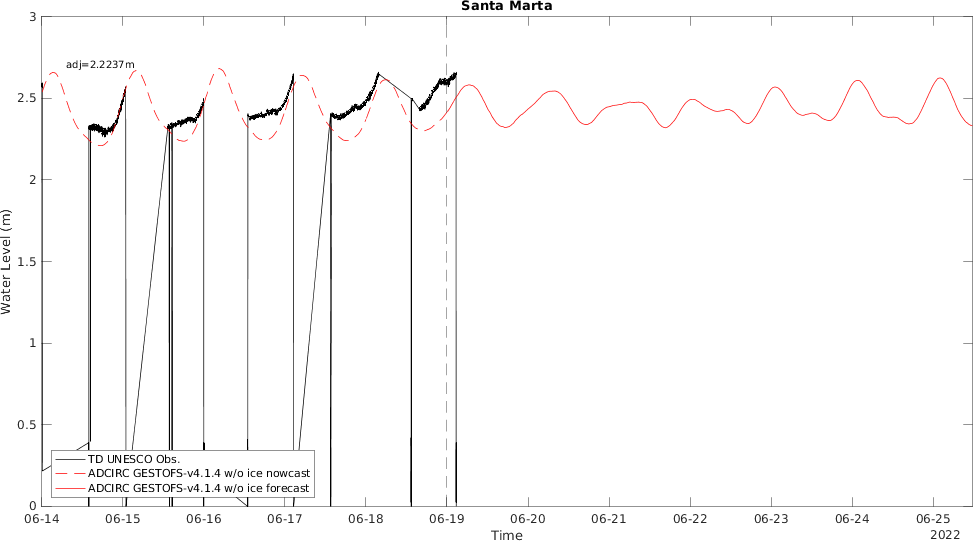 Santa Marta
adj=2.2237m
3
2.5
2
1.5
1
0.5
0
Water Level (m)
TD UNESCO Obs.
ADCIRC GESTOFS-v4.1.4 w/o ice nowcast
ADCIRC GESTOFS-v4.1.4 w/o ice forecast
06-14 06-15 06-16 06-17 06-18 06-19 06-20 06-21 06-22 06-23 06-24 06-25
2022
Time